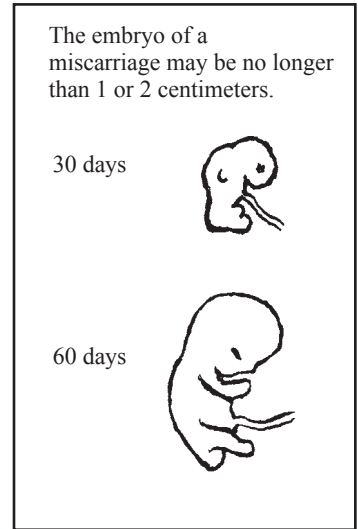 The embryo of a
miscarriage may be no longer
than 1 or 2 centimeters.
30 days
60 days